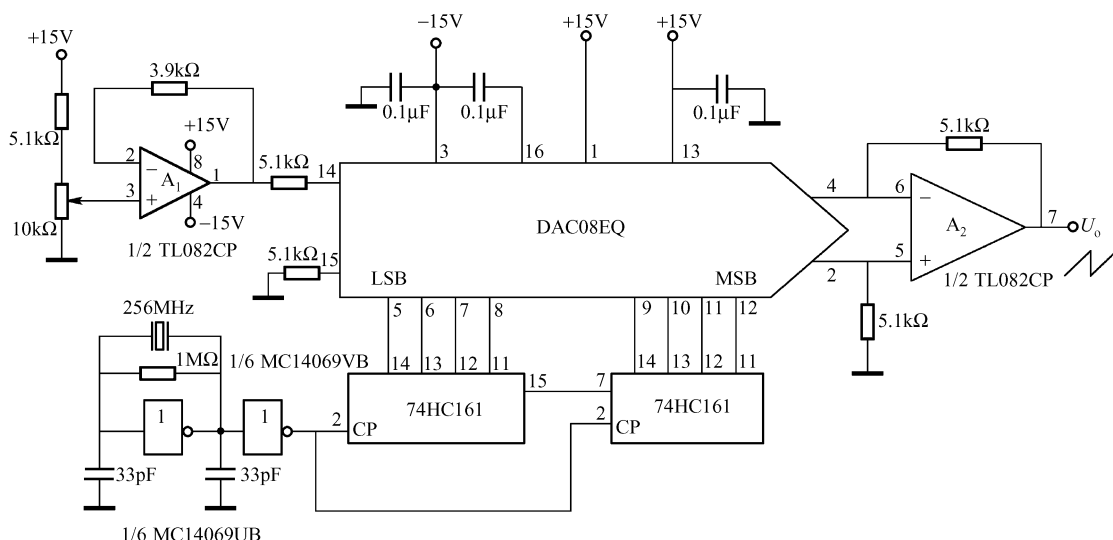 −15V
+15V
+15V
+15V
3.9kΩ
0.1μF
0.1μF
0.1μF
5.1kΩ
+15V
2
−
8
A1
1
3
+
4
−15V
10kΩ
1/2 TL082CP
5.1kΩ
14
3
16
1
13
DAC08EQ
5.1kΩ
15
LSB
MSB
4
2
5.1kΩ
6
−
A2
7
Uo
5
+
1/2 TL082CP
5.1kΩ
256MHz
1MΩ
1/6 MC14069VB
5
6
7
8
9
10
11
12
14
13
12
11
14
13
12
11
1
1
2
CP
74HC161
15
7
2
CP
74HC161
33pF
33pF
1/6 MC14069UB